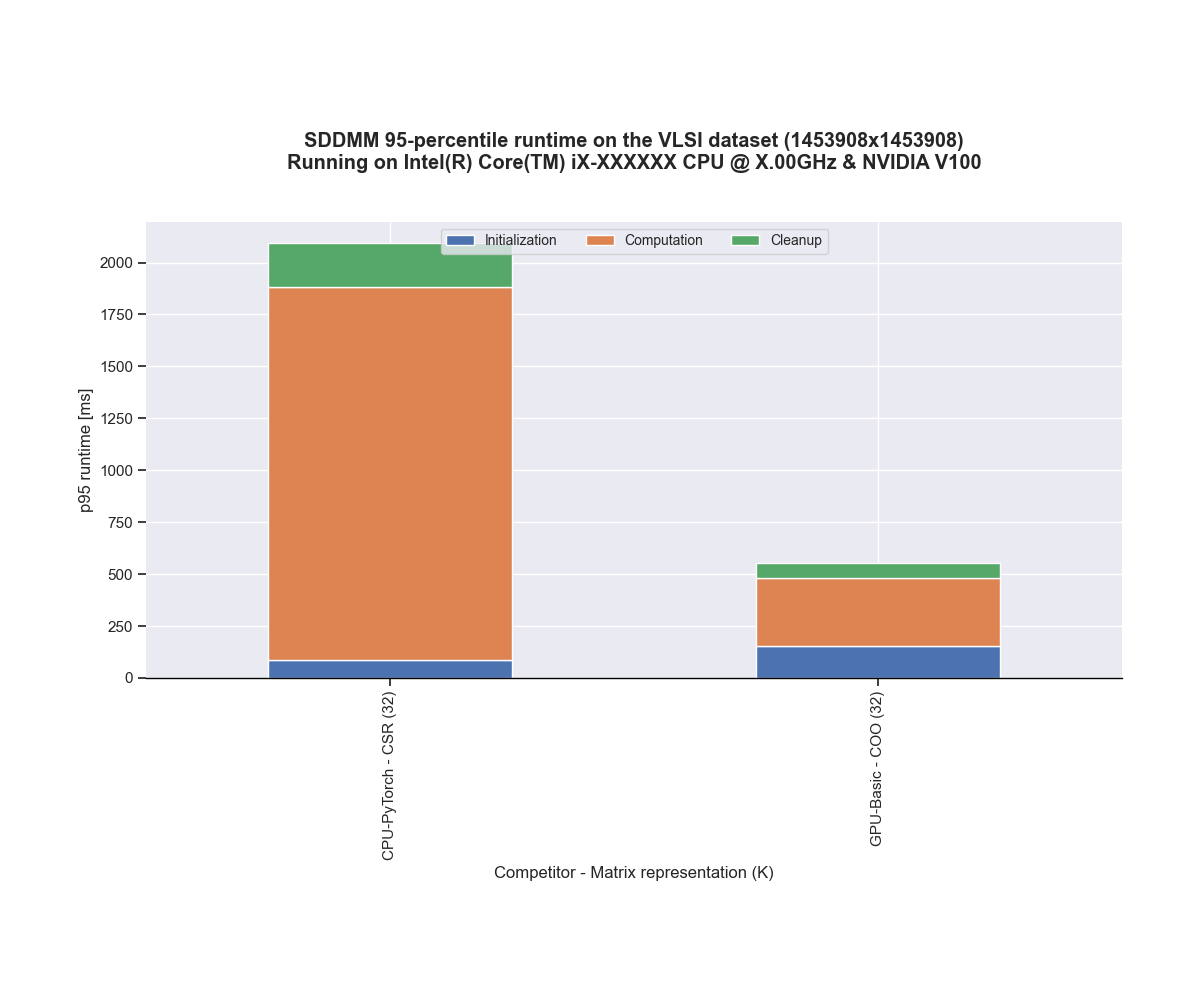 SDDMM 95-percentile runtime on the VLSI dataset (1453908x1453908)
Running on Intel(R) Core(TM) iX-XXXXXX CPU @ X.00GHz & NVIDIA V100
Initialization
Computation
Cleanup
2000
1750
1500
1250
1000
750
500
250
0
p95 runtime [ms]
CPU-PyTorch - CSR (32)
GPU-Basic - COO (32)
Competitor - Matrix representation (K)